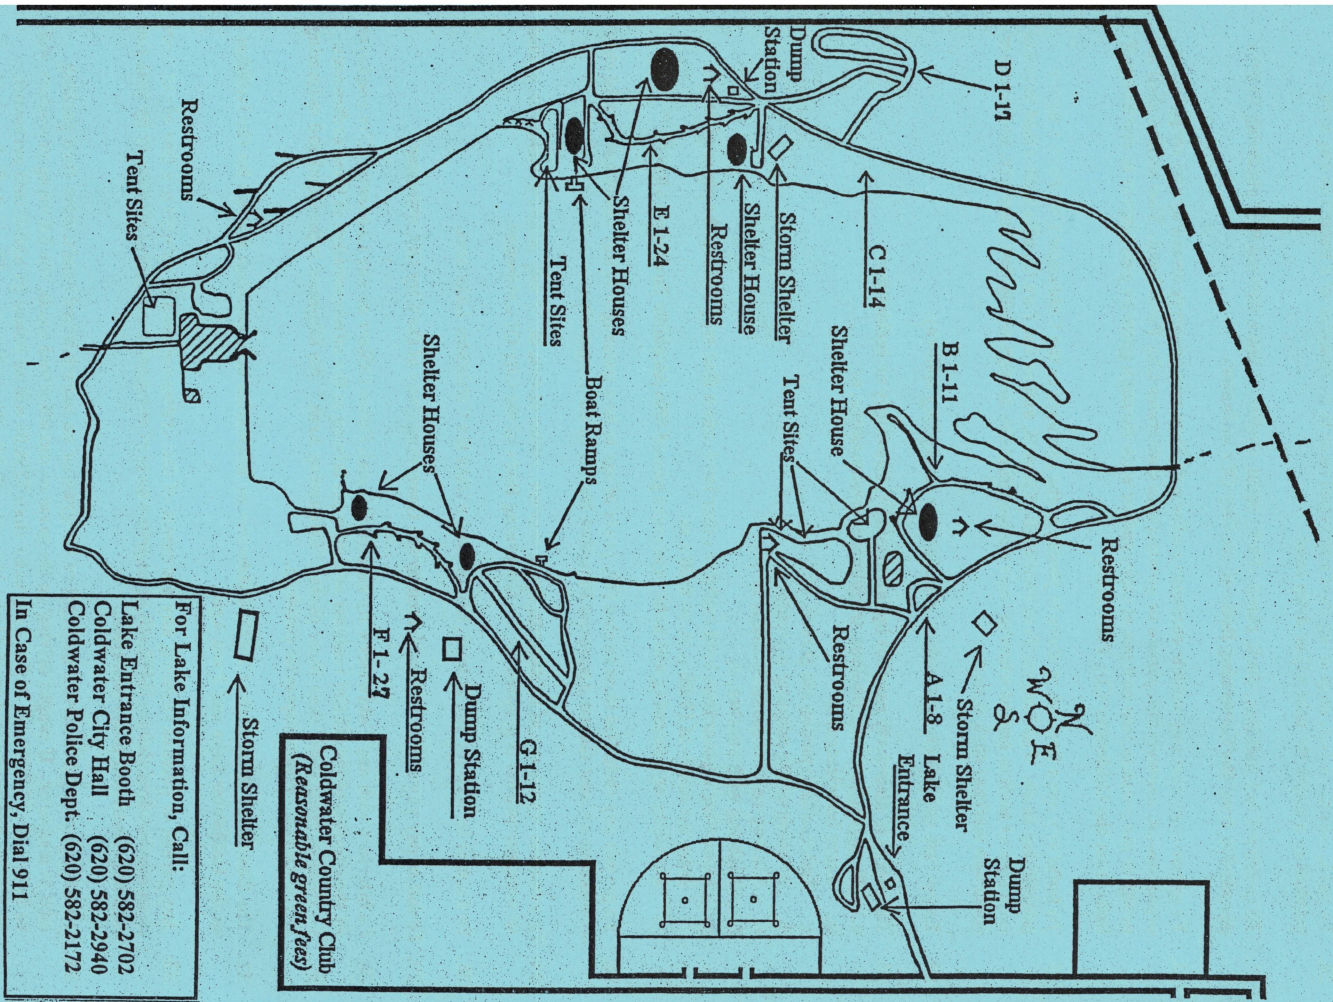 D 1-17
Dump
Station
C 1-14
Storm Shelter
Shelter House
Restrooms
E 1-24
Shelter Houses
Boat Ramps
Tent Sites
Restrooms
Tent Sites
B 1-11
Shelter House
Tent Sites
Restrooms
Restrooms
N
W
E
S
Storm Shelter
A 1-8
Lake
Entrance
Dump
Station
Shelter Houses
G 1-12
Dump Station
Restrooms
F 1-27
Storm Shelter
Coldwater Country Club
(Reasonable green fees)
For Lake Information, Call:
Lake Entrance Booth (620) 582-2702
Coldwater City Hall (620) 582-2940
Coldwater Police Dept. (620) 582-2172
In Case of Emergency, Dial 911